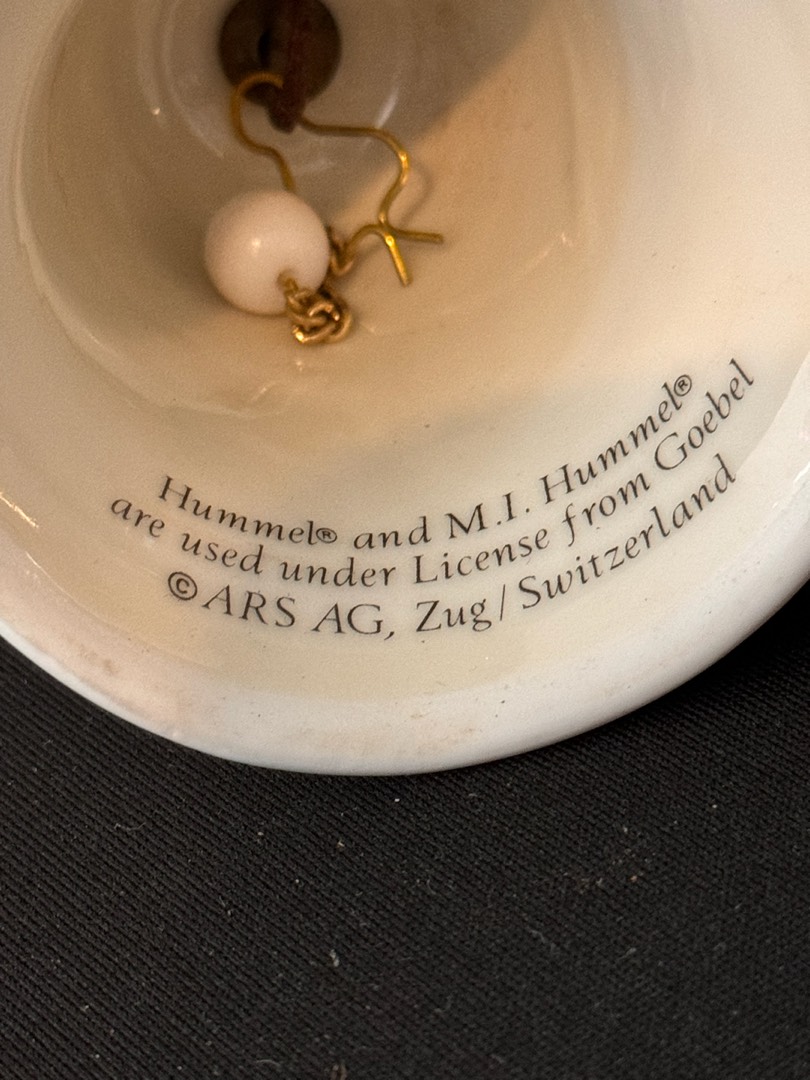 Hummel® and M.I. Hummel®
are used under License from Goebel
©ARS AG, Zug/Switzerland